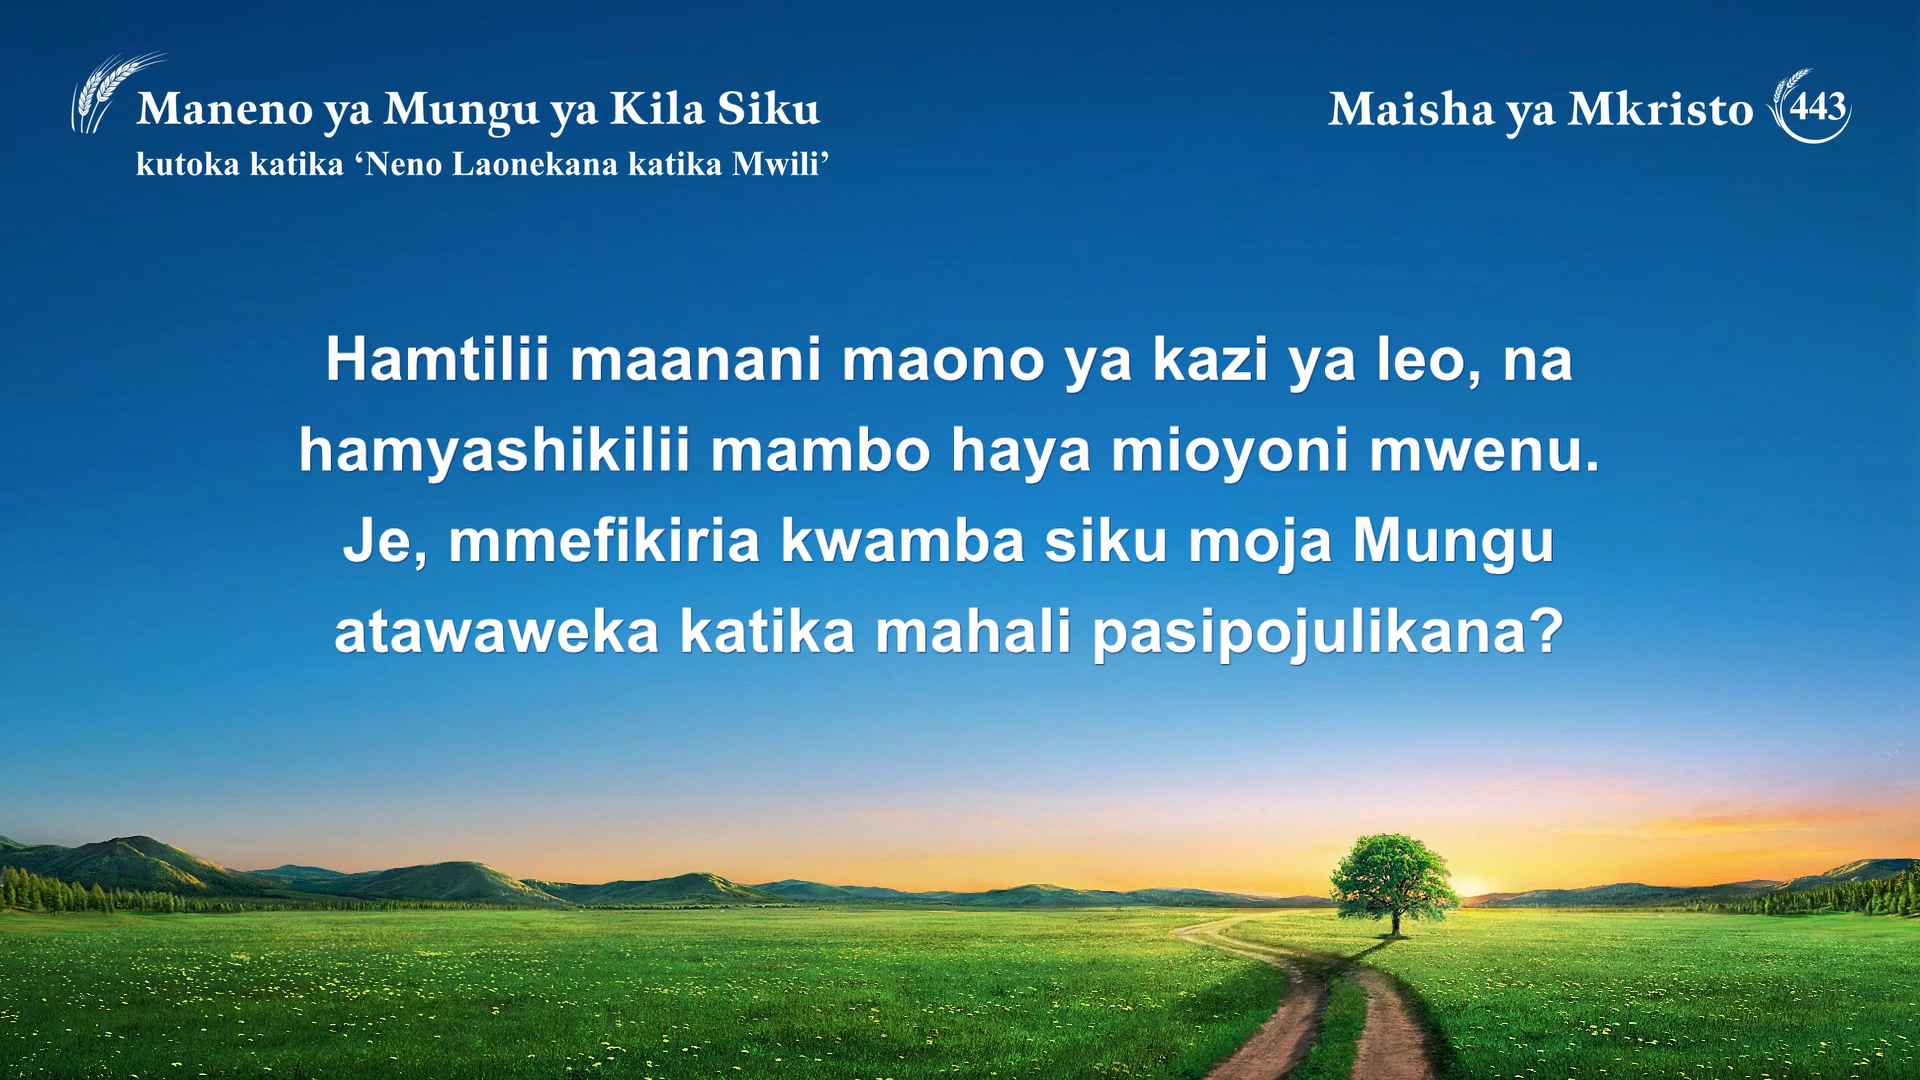 Maneno ya Mungu ya Kila Siku
kutoka katika ‘Neno Laonekana katika Mwili’
Maisha ya Mkristo 443
Hamtilii maanani maono ya kazi ya leo, na
hamyashikilii mambo haya mioyoni mwenu.
Je, mmefikiria kwamba siku moja Mungu
atawaweka katika mahali pasipojulikana?